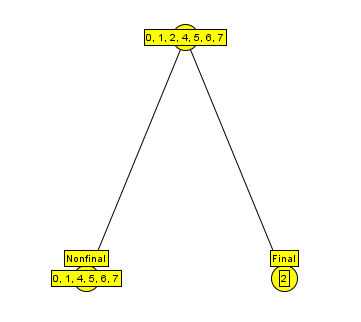 0, 1, 2, 4, 5, 6, 7
Nonfinal
0, 1, 4, 5, 6, 7
Final
2